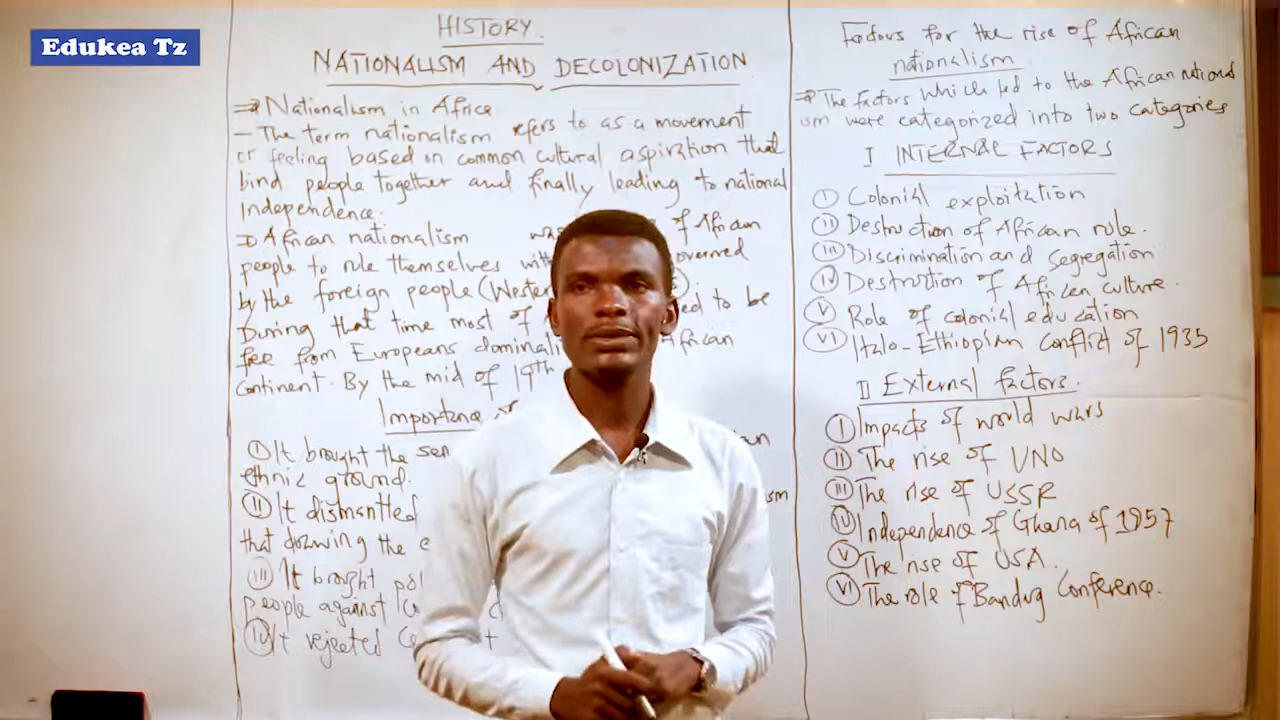 Edukea Tz
HISTORY.
NATIONALISM AND DECOLONIZATION
⇒ Nationalism in Africa
- The term nationalism refers to as a movement
or feeling based on common cultural aspiration that
bind people together and finally leading to national
Independence.
⇒ African nationalism of African
people to rule themselves
by the foreign people (
During that time most of to be
free from Europeans African
continent. By the mid of 19th
Importance
I It brought the
ethnic ground.
II It dismantled
that drawing the
III It brought
people against
IV It rejected
Factors for the rise of African
nationalism
⇒ The factors which led to the African national
ism were categorized into two categories
I INTERNAL FACTORS
I Colonial exploitation
II Destruction of African rule.
III Discrimination and segregation
IV Destruction of African culture.
V Role of colonial education
VI Italo-Ethiopian conflict of 1935
II External factors.
I Impacts of world wars
II The rise of UNO
III The rise of USSR
IV Independence of Ghana of 1957
V The rise of USA.
VI The role of Bandug Conference.